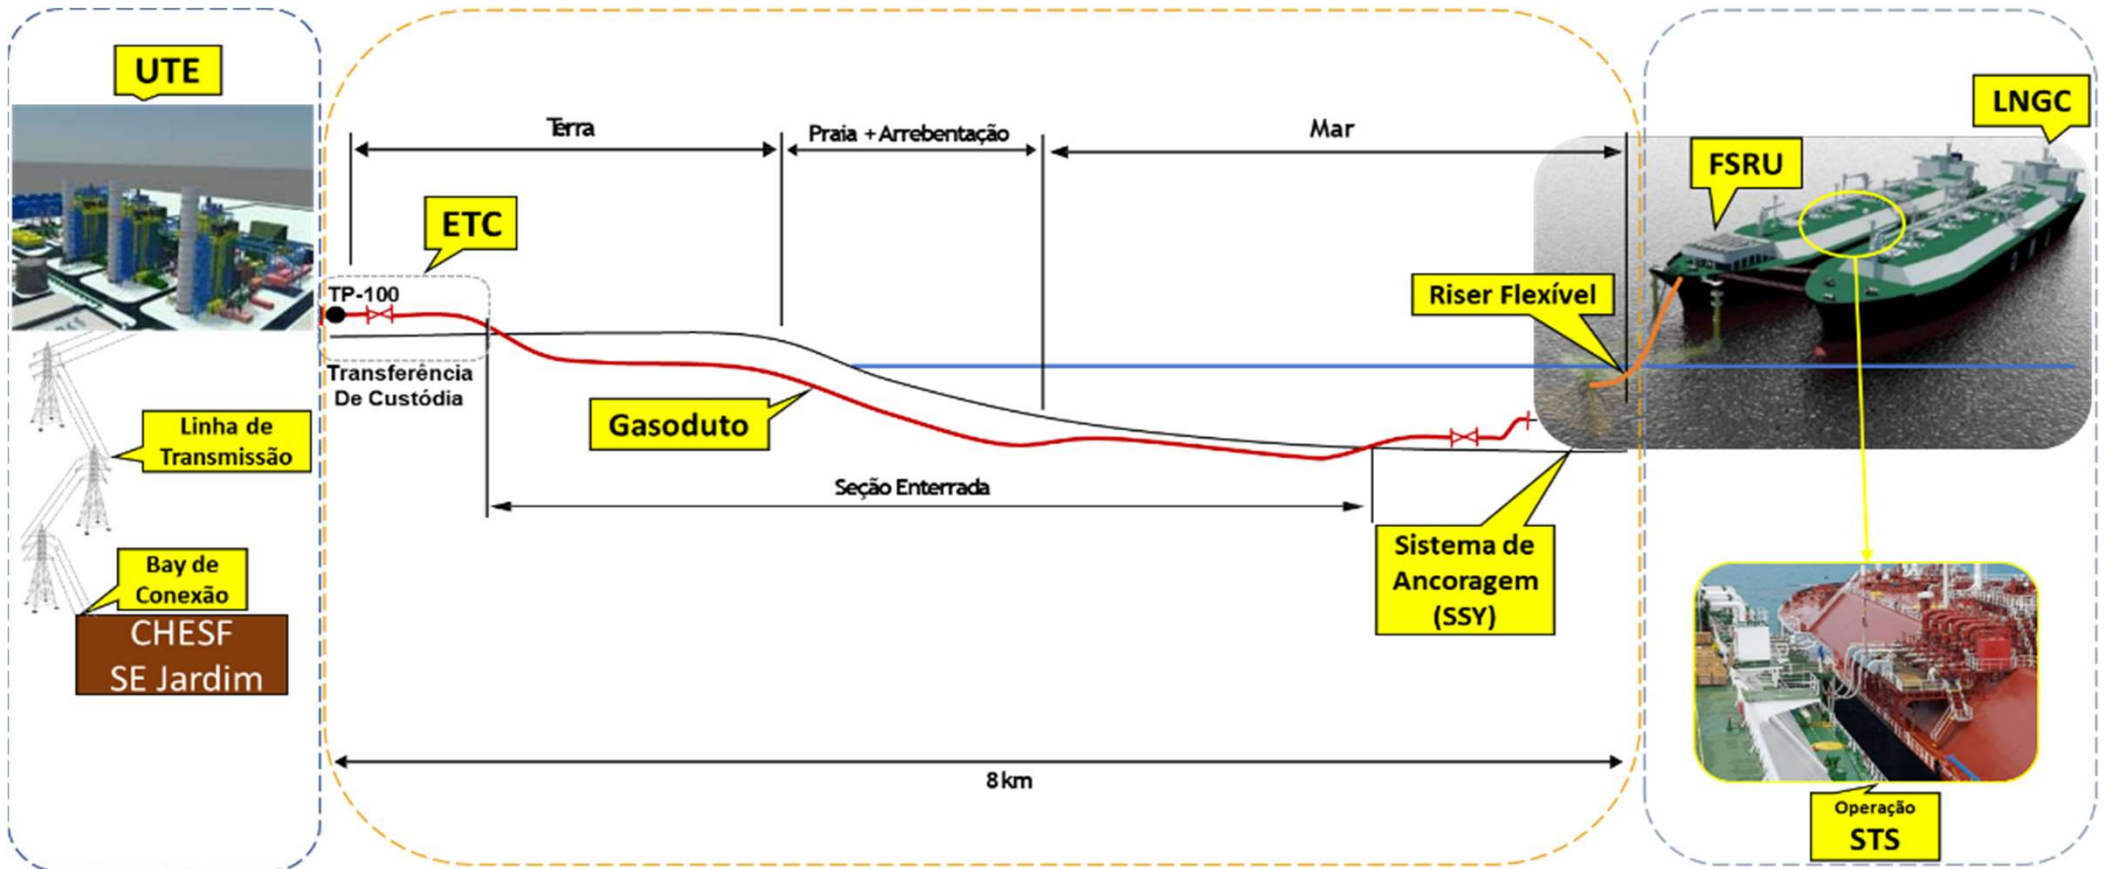 UTE
Linha de
Transmissão
Bay de
Conexão
CHESF
SE Jardim
Terra
Praia + Arrebentação
Mar
ETC
TP-100
Transferência
De Custódia
Gasoduto
Seção Enterrada
Riser Flexível
Sistema de
Ancoragem
(SSY)
8 km
LNGC
FSRU
Operação
STS